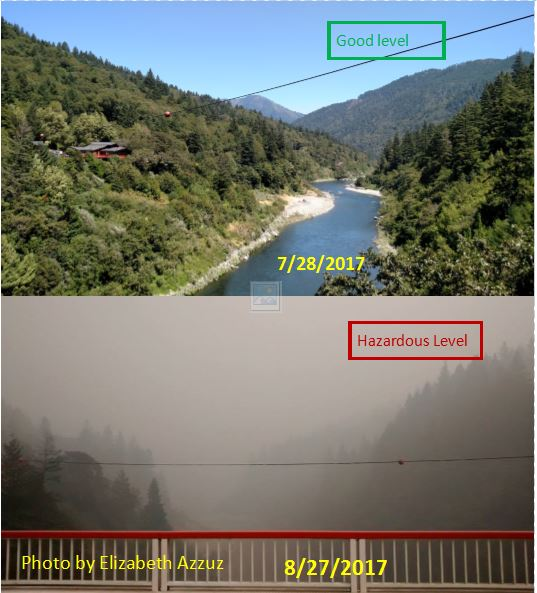 Good level
7/28/2017
Hazardous Level
Photo by Elizabeth Azzuz
8/27/2017